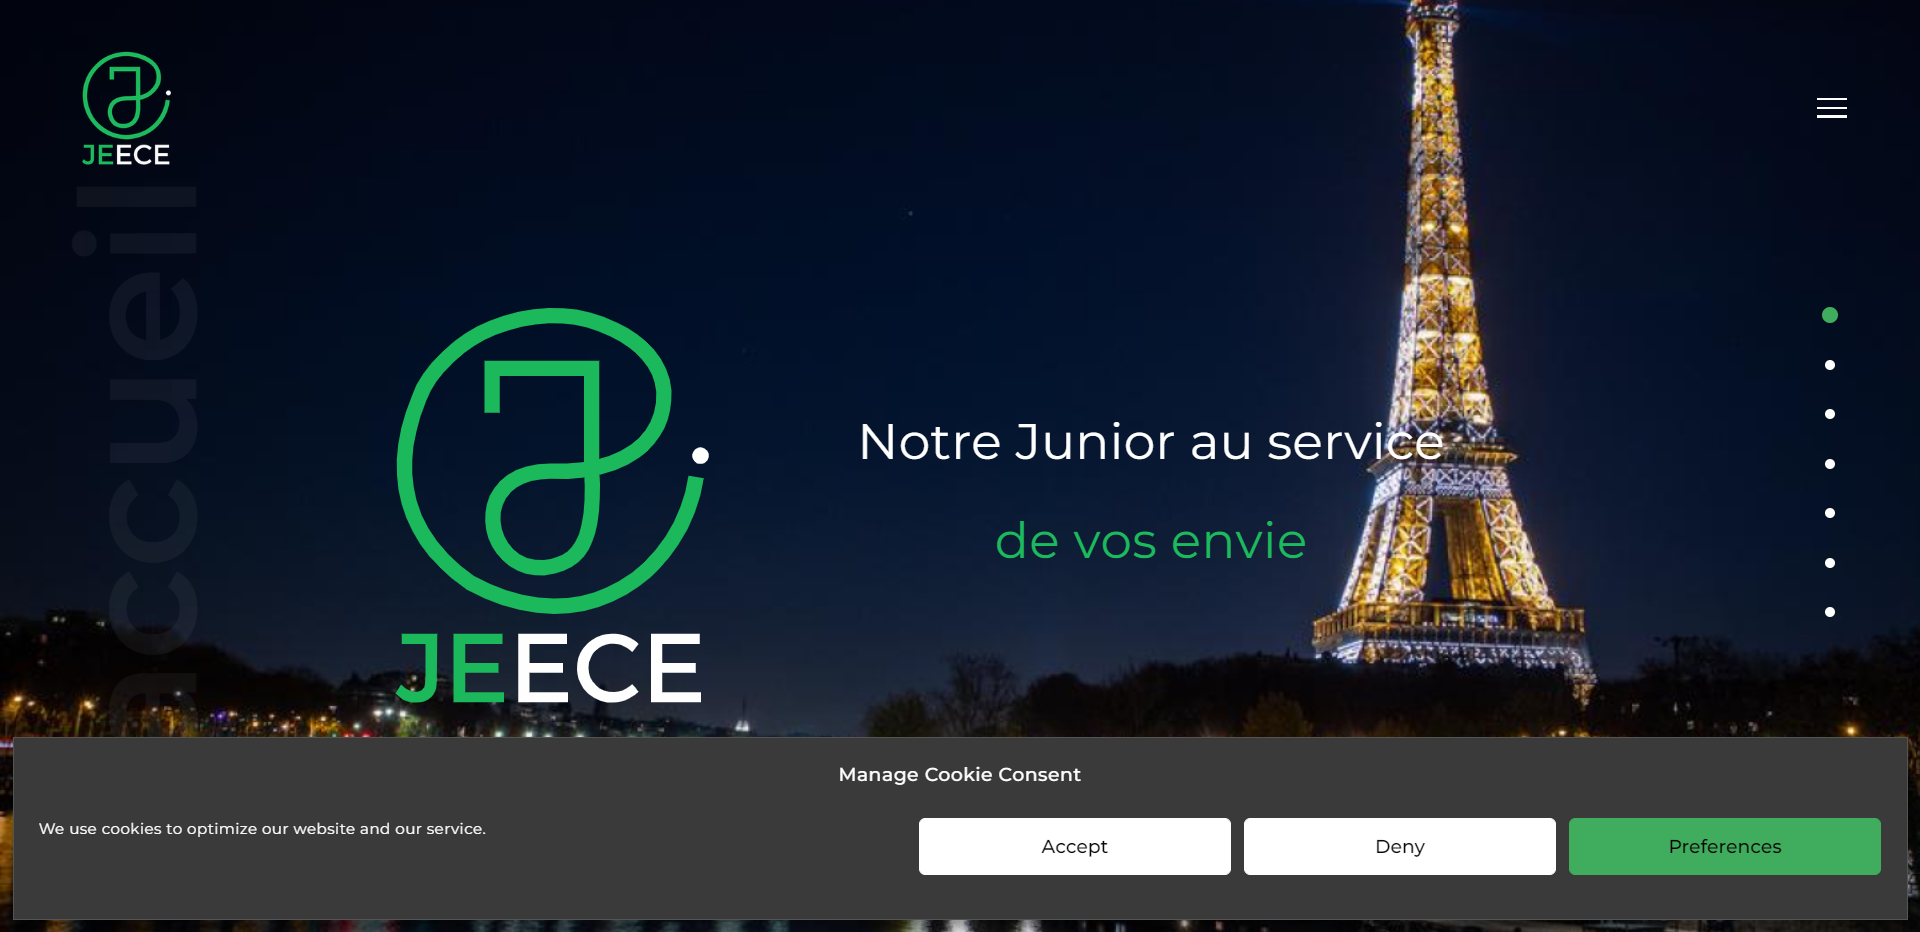 JEECE
accueil
Notre Junior au service
de vos envie
JEECE
Manage Cookie Consent
We use cookies to optimize our website and our service.
Accept
Deny
Preferences